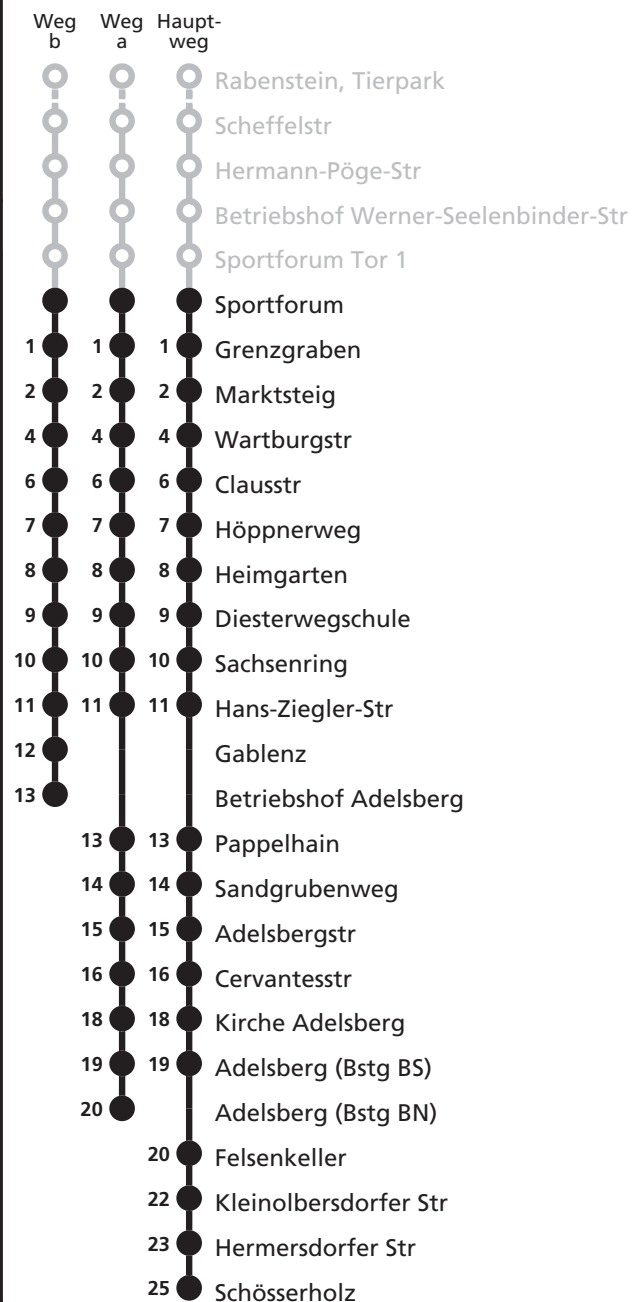 Weg b Weg a Haupt-weg
Rabenstein, Tierpark
Scheffelstr
Hermann-Pöge-Str
Betriebshof Werner-Seelenbinder-Str
Sportforum Tor 1
Sportforum
1 1 1 Grenzgraben
2 2 2 Marktsteig
4 4 4 Wartburgstr
6 6 6 Clausstr
7 7 7 Höppnerweg
8 8 8 Heimgarten
9 9 9 Diesterwegschule
10 10 10 Sachsenring
11 11 11 Hans-Ziegler-Str
12 Gablenz
13 Betriebshof Adelsberg
13 13 Pappelhain
14 14 Sandgrubenweg
15 15 Adelsbergstr
16 16 Cervantesstr
18 18 Kirche Adelsberg
19 19 Adelsberg (Bstg BS)
20 Adelsberg (Bstg BN)
20 Felsenkeller
22 Kleinolbersdorfer Str
23 Hermersdorfer Str
25 Schösserholz